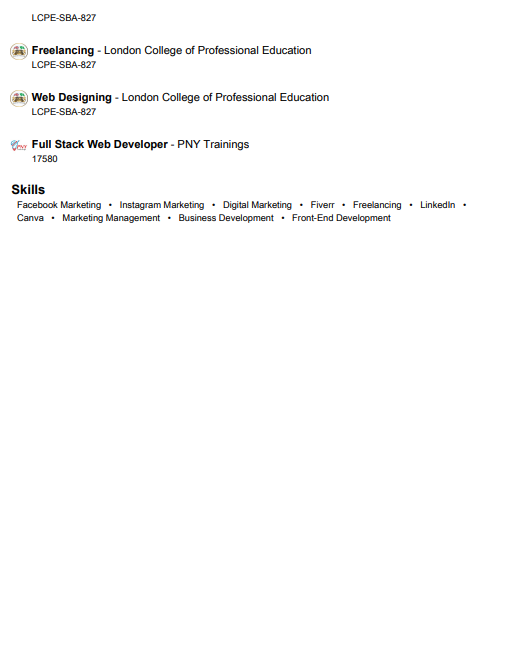 LCPE-SBA-827
Freelancing - London College of Professional Education
LCPE-SBA-827
Web Designing - London College of Professional Education
LCPE-SBA-827
Full Stack Web Developer - PNY Trainings
17580
Skills
Facebook Marketing • Instagram Marketing • Digital Marketing • Fiverr • Freelancing • LinkedIn •
Canva • Marketing Management • Business Development • Front-End Development